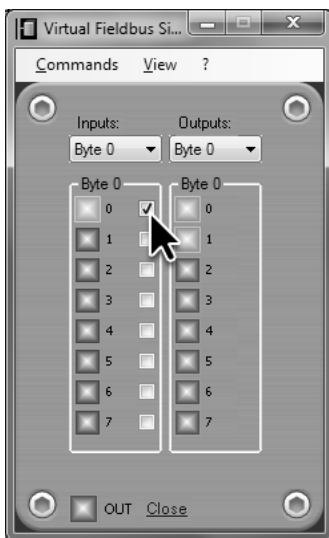 Virtual Fieldbus Si...
Commands View ?
Inputs: Outputs:
Byte 0 Byte 0
Byte 0 Byte 0
0 0
1 1
2 2
3 3
4 4
5 5
6 6
7 7
OUT Close